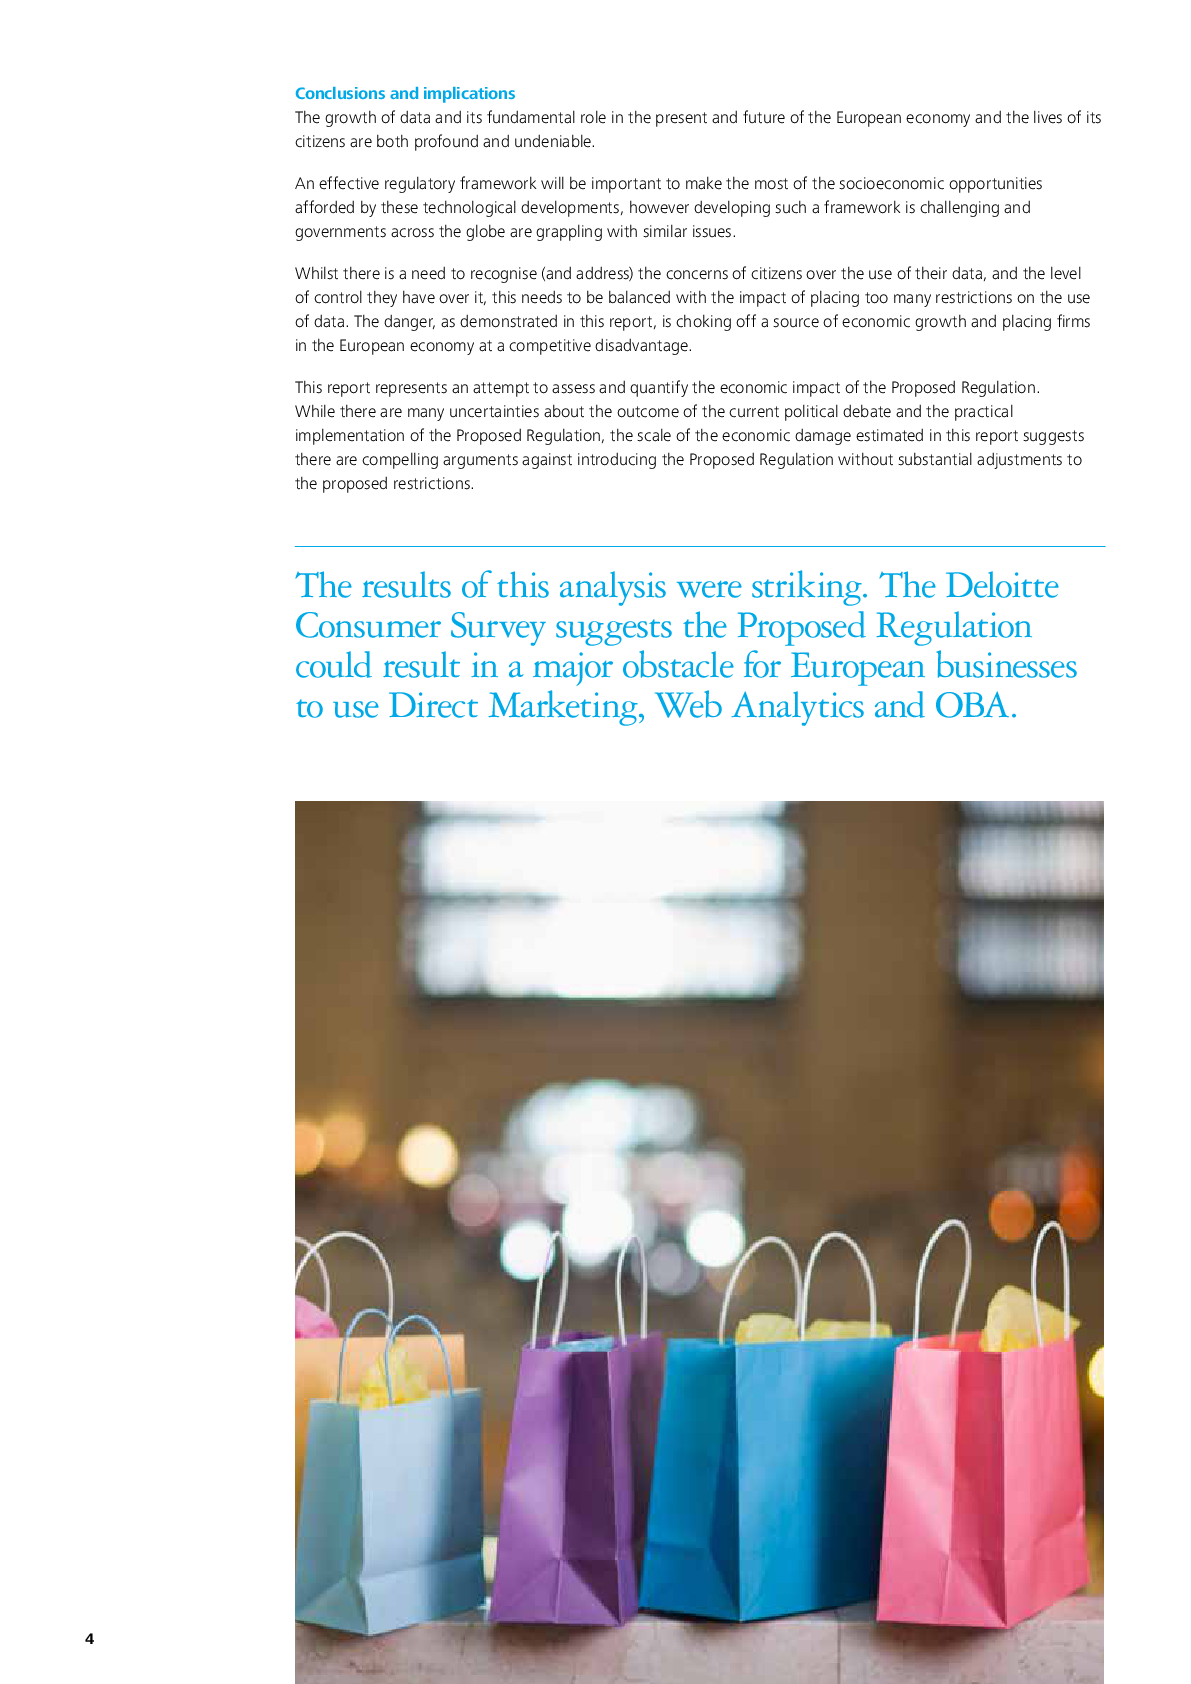 Conclusions and implications
The growth of data and its fundamental role in the present and future of the European economy and the lives of its
citizens are both profound and undeniable.
An effective regulatory framework will be important to make the most of the socioeconomic opportunities
afforded by these technological developments, however developing such a framework is challenging and
governments across the globe are grappling with similar issues.
Whilst there is a need to recognise (and address) the concerns of citizens over the use of their data, and the level
of control they have over it, this needs to be balanced with the impact of placing too many restrictions on the use
of data. The danger, as demonstrated in this report, is choking off a source of economic growth and placing firms
in the European economy at a competitive disadvantage.
This report represents an attempt to assess and quantify the economic impact of the Proposed Regulation.
While there are many uncertainties about the outcome of the current political debate and the practical
implementation of the Proposed Regulation, the scale of the economic damage estimated in this report suggests
there are compelling arguments against introducing the Proposed Regulation without substantial adjustments to
the proposed restrictions.
The results of this analysis were striking. The Deloitte
Consumer Survey suggests the Proposed Regulation
could result in a major obstacle for European businesses
to use Direct Marketing, Web Analytics and OBA.
4